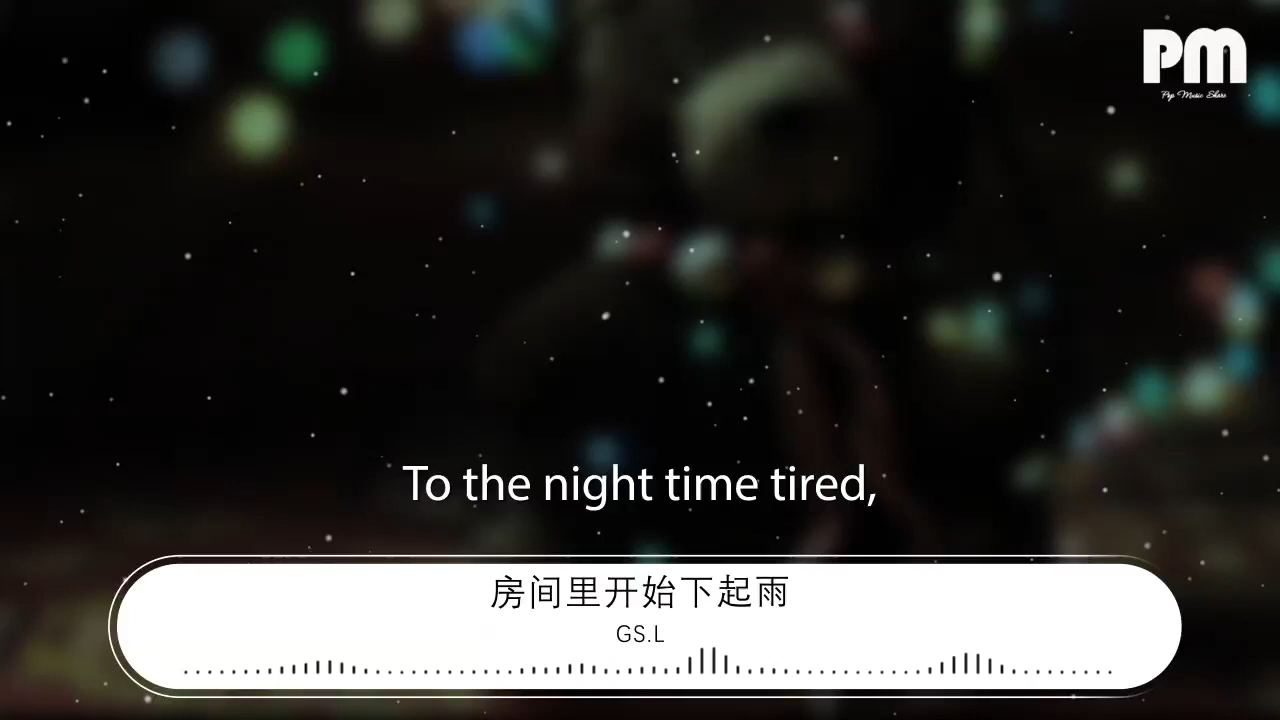 PM
Pop Music Share
To the night time tired,
房间里开始下起雨
GS.L